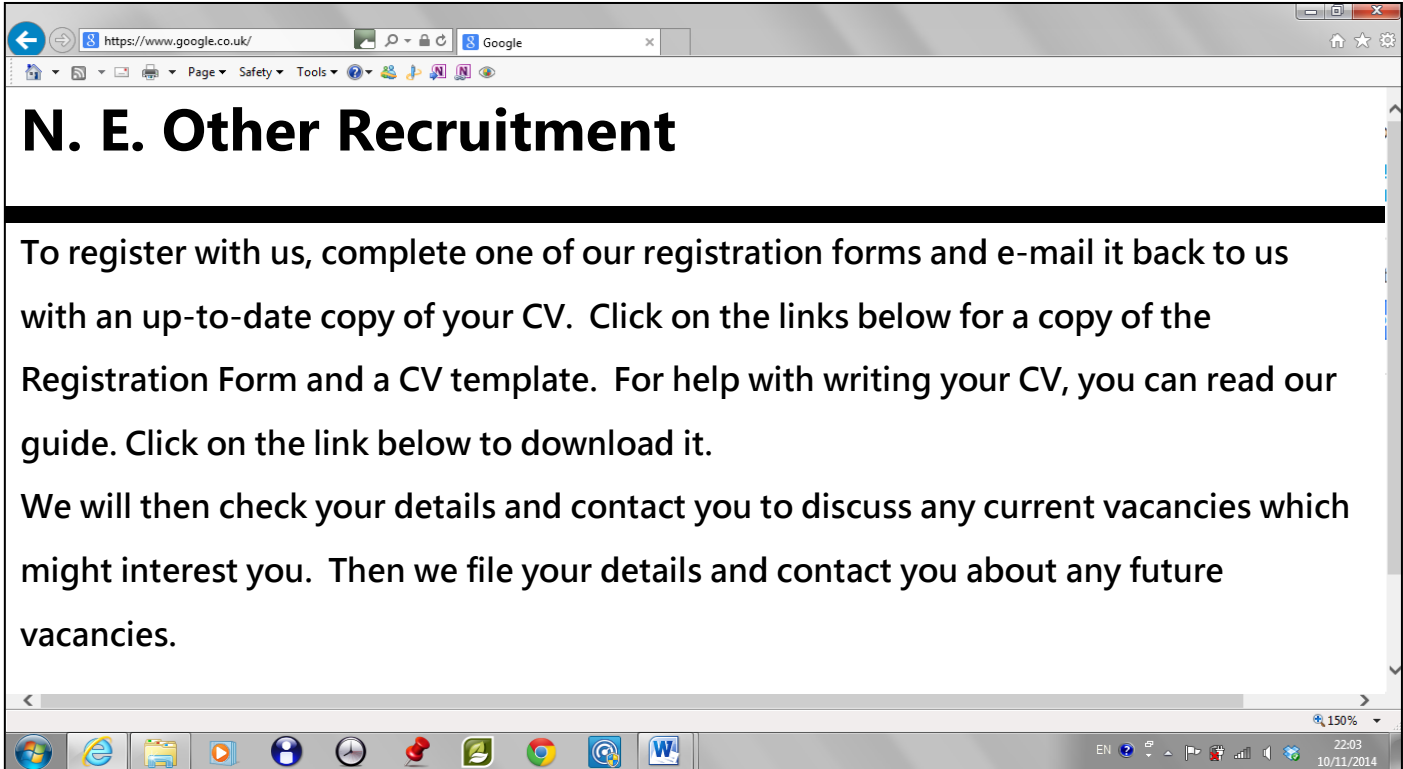 https://www.google.co.uk/
Google
Page Safety Tools
N. E. Other Recruitment
To register with us, complete one of our registration forms and e-mail it back to us
with an up-to-date copy of your CV.  Click on the links below for a copy of the
Registration Form and a CV template.  For help with writing your CV, you can read our
guide. Click on the link below to download it.
We will then check your details and contact you to discuss any current vacancies which
might interest you.  Then we file your details and contact you about any future
vacancies.
150%
EN
22:03
10/11/2014